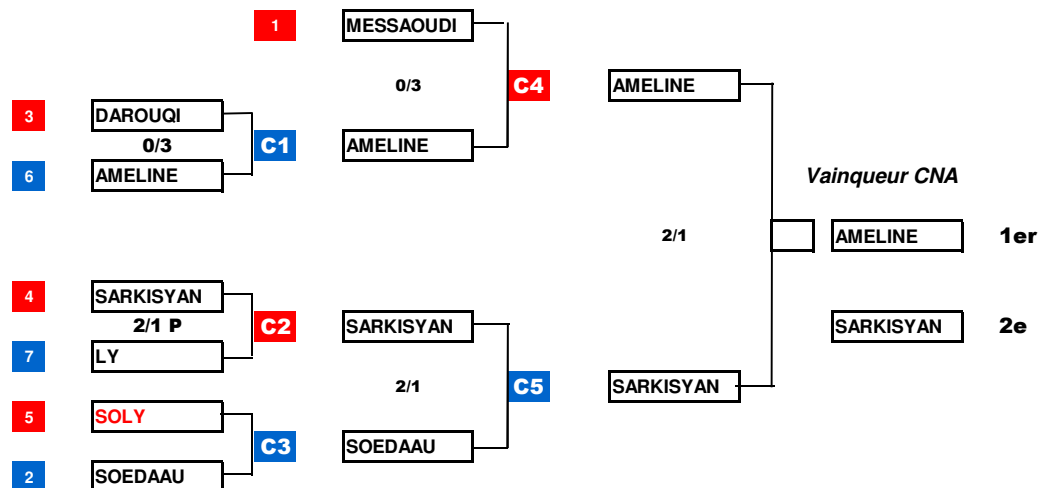 1 MESSAOUDI
0/3 C4 AMELINE
3 DAROUQI
0/3 C1 AMELINE
6 AMELINE
Vainqueur CNA
2/1 AMELINE 1er
4 SARKISYAN
2/1 P C2 SARKISYAN SARKISYAN 2e
7 LY
2/1 C5 SARKISYAN
5 SOLY
C3 SOEDAAU
2 SOEDAAU